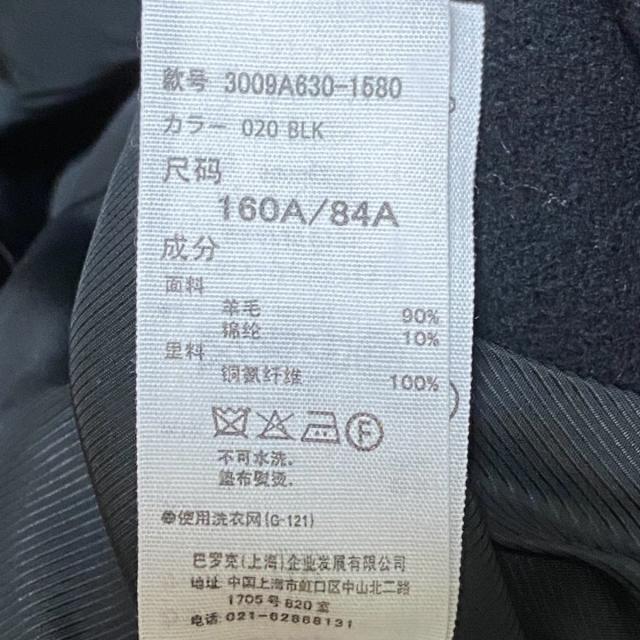 款号 3009A630-1580
カラー 020 BLK
尺码
160A/84A
成分
面料
羊毛 90%
锦纶 10%
里料
铜氨纤维 100%
F
不可水洗.
垫布熨烫.
使用洗衣网(G-121)
巴罗克(上海)企业发展有限公司
地址:中国上海市虹口区中山北二路
1705号820室
电话:021-62888131